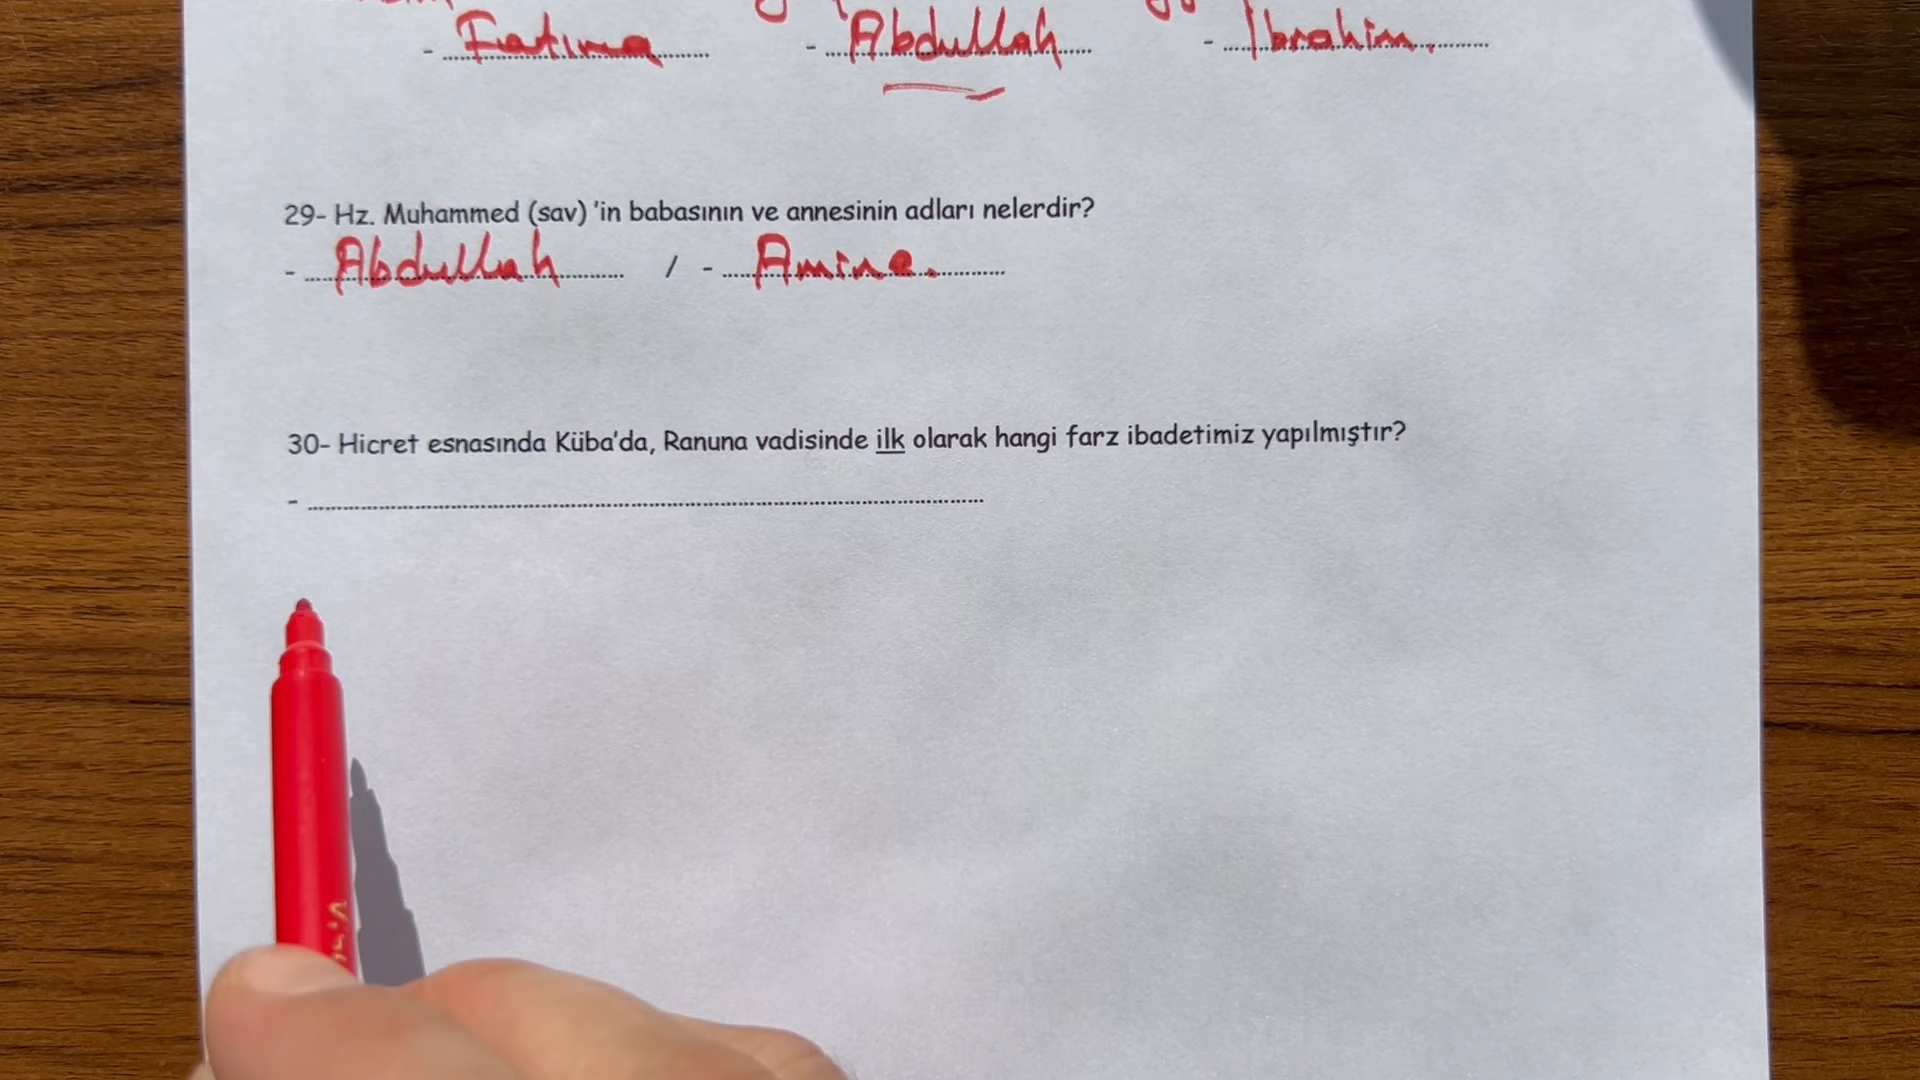 - Fatıma - Abdullah - İbrahim.
29- Hz. Muhammed (sav) 'in babasının ve annesinin adları nelerdir?
- Abdullah / - Amine.
30- Hicret esnasında Küba'da, Ranuna vadisinde ilk olarak hangi farz ibadetimiz yapılmıştır?
-